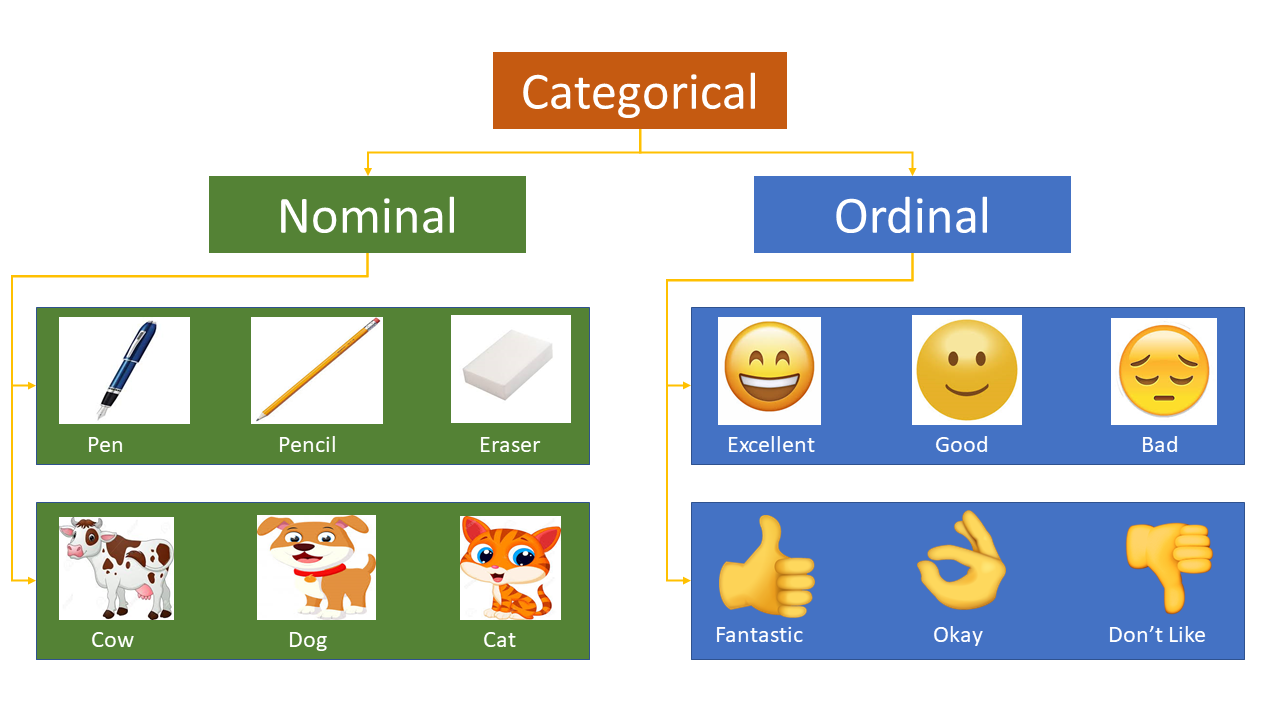 Categorical
Nominal
Ordinal
Pen
Pencil
Eraser
Excellent
Good
Bad
Cow
Dog
Cat
Fantastic
Okay
Don’t Like